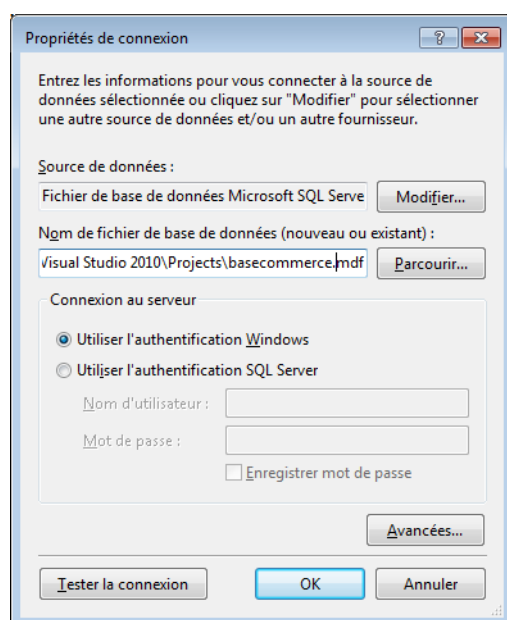 Propriétés de connexion
Entrez les informations pour vous connecter à la source de
données sélectionnée ou cliquez sur "Modifier" pour sélectionner
une autre source de données et/ou un autre fournisseur.
Source de données :
Fichier de base de données Microsoft SQL Serve Modifier...
Nom de fichier de base de données (nouveau ou existant) :
Visual Studio 2010\Projects\basecommerce.mdf Parcourir...
Connexion au serveur
Utiliser l'authentification Windows
Utiliser l'authentification SQL Server
Nom d'utilisateur :
Mot de passe :
Enregistrer mot de passe
Avancées...
Tester la connexion OK Annuler